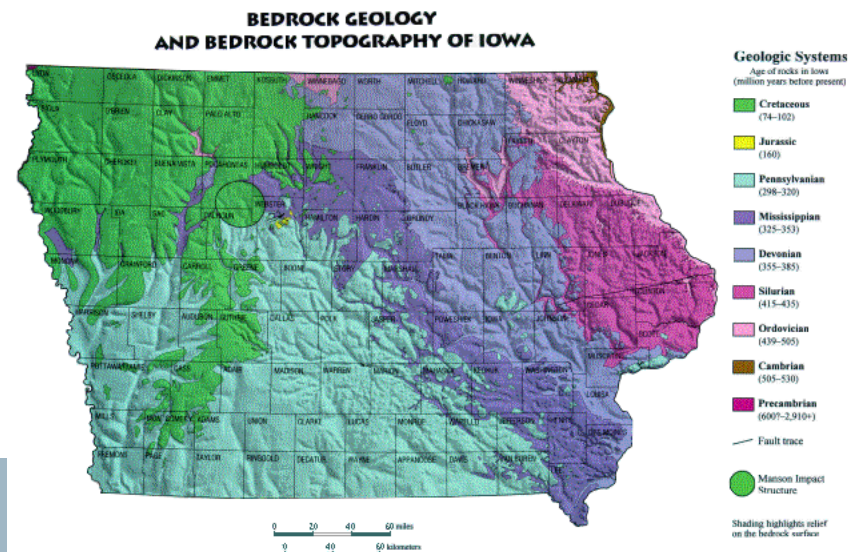 BEDROCK GEOLOGY
AND BEDROCK TOPOGRAPHY OF IOWA
Geologic Systems
Age of rocks in Iowa
(million years before present)
Cretaceous
(74–102)
Jurassic
(160)
Pennsylvanian
(298–320)
Mississippian
(325–353)
Devonian
(355–385)
Silurian
(415–435)
Ordovician
(439–505)
Cambrian
(505–530)
Precambrian
(600?–2,910+)
Fault trace
Manson Impact
Structure
Shading highlights relief
on the bedrock surface
OSCEOLA DICKINSON EMMET KOSSUTH WINNEBAGO WORTH MITCHELL HOWARD WINNESHIEK
O'BRIEN CLAY PALO ALTO HANCOCK CERRO GORDO FLOYD CHICKASAW FAYETTE CLAYTON
PLYMOUTH CHEROKEE BUENA VISTA POCAHONTAS HUMBOLDT WRIGHT FRANKLIN BUTLER BREMER
WOODBURY IDA SAC CALHOUN WEBSTER HAMILTON HARDIN GRUNDY BLACK HAWK BUCHANAN DELAWARE DUBUQUE
MONONA CRAWFORD CARROLL GREENE BOONE STORY MARSHALL TAMA BENTON LINN JONES JACKSON
HARRISON SHELBY AUDUBON GUTHRIE DALLAS POLK JASPER POWESHIEK IOWA JOHNSON CEDAR SCOTT
POTTAWATTAMIE CASS ADAIR MADISON WARREN MARION MAHASKA KEOKUK WASHINGTON MUSCATINE LOUISA
MILLS MONTGOMERY ADAMS UNION CLARKE LUCAS MONROE WAPELLO JEFFERSON HENRY DES MOINES
FREMONT PAGE TAYLOR RINGGOLD DECATUR WAYNE APPANOOSE DAVIS VAN BUREN LEE
0 20 40 60 miles
0 40 60 kilometers